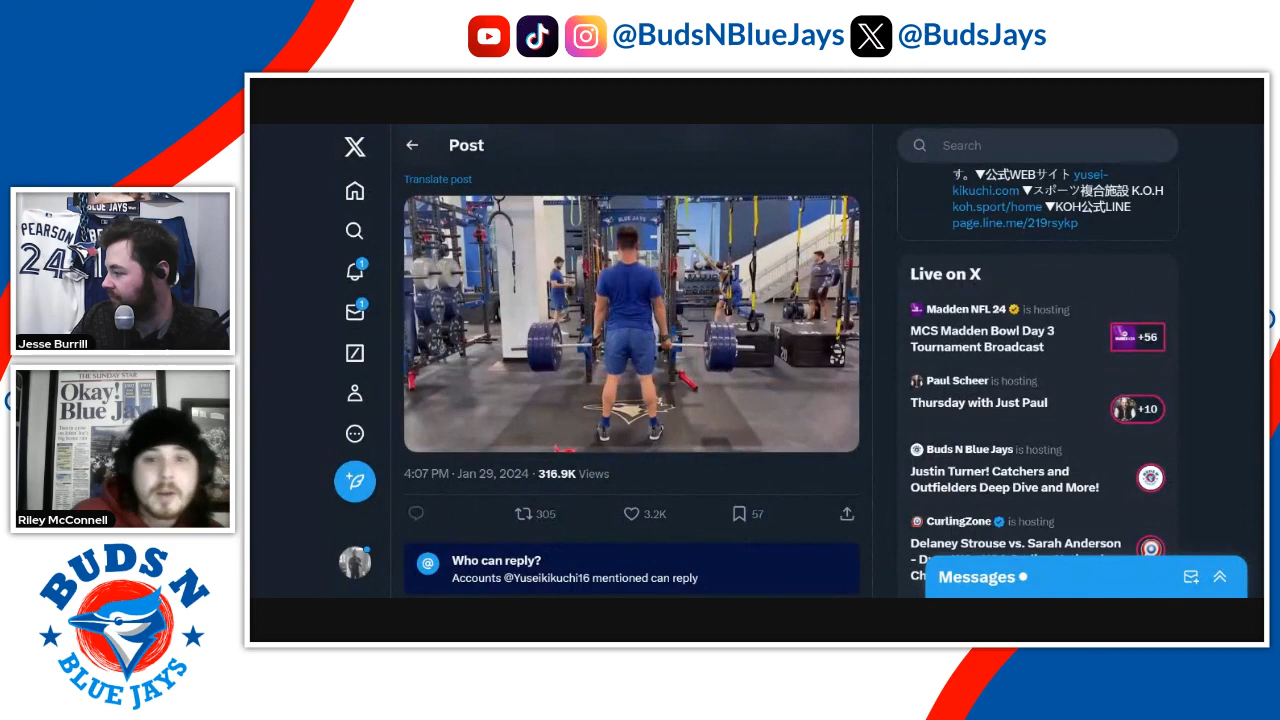 @BudsNBlueJays
@BudsJays
PEARSON
24
BLUE JAYS
Jesse Burrill
THE SUNDAY STAR
Okay!
Blue Ja
Riley McConnell
BUDS N
BLUE JAYS
Post
Translate post
BLUE JAYS
4:07 PM · Jan 29, 2024 · 316.9K Views
305
3.2K
57
@
Who can reply?
Accounts @Yuseikikuchi16 mentioned can reply
1
1
Search
す。▼公式WEBサイト yusei-
kikuchi.com ▼スポーツ複合施設 K.O.H
koh.sport/home ▼KOH公式LINE
page.line.me/219rsykp
Live on X
Madden NFL 24 is hosting
MCS Madden Bowl Day 3
Tournament Broadcast
+56
Paul Scheer is hosting
Thursday with Just Paul
+10
Buds N Blue Jays is hosting
Justin Turner! Catchers and
Outfielders Deep Dive and More!
CurlingZone is hosting
Delaney Strouse vs. Sarah Anderson
Messages